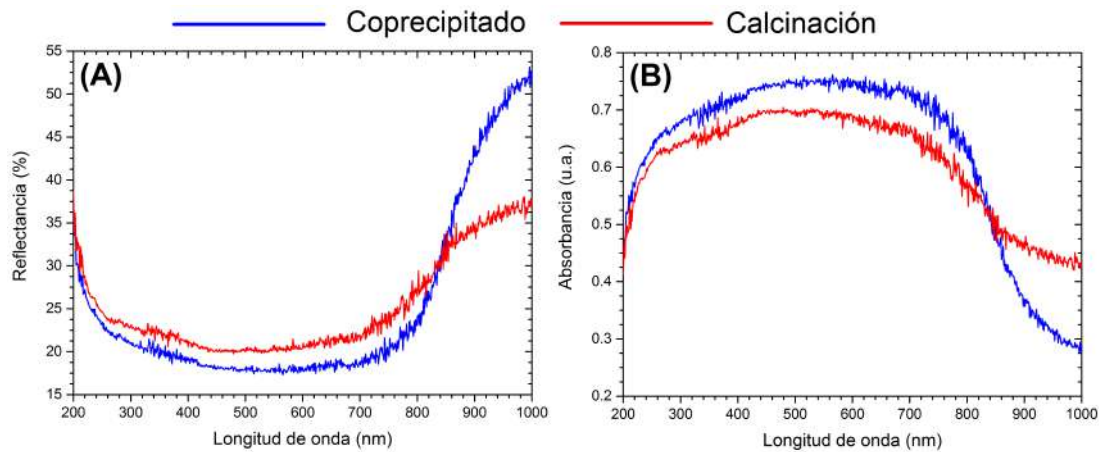 Coprecipitado Calcinación
(A)
Reflectancia (%)
55
50
45
40
35
30
25
20
15
200 300 400 500 600 700 800 900 1000
Longitud de onda (nm)
(B)
Absorbancia (u.a.)
0.8
0.7
0.6
0.5
0.4
0.3
0.2
200 300 400 500 600 700 800 900 1000
Longitud de onda (nm)